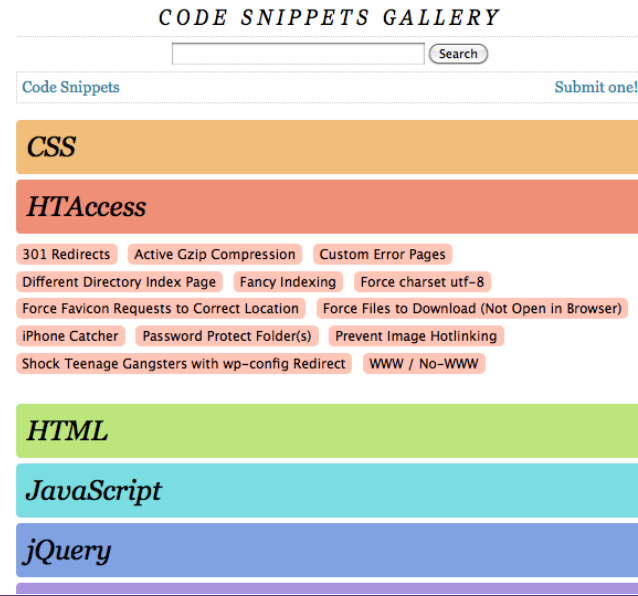 CODE SNIPPETS GALLERY
Search
Code Snippets Submit one!
CSS
HTAccess
301 Redirects Active Gzip Compression Custom Error Pages
Different Directory Index Page Fancy Indexing Force charset utf-8
Force Favicon Requests to Correct Location Force Files to Download (Not Open in Browser)
iPhone Catcher Password Protect Folder(s) Prevent Image Hotlinking
Shock Teenage Gangsters with wp-config Redirect WWW / No-WWW
HTML
JavaScript
jQuery